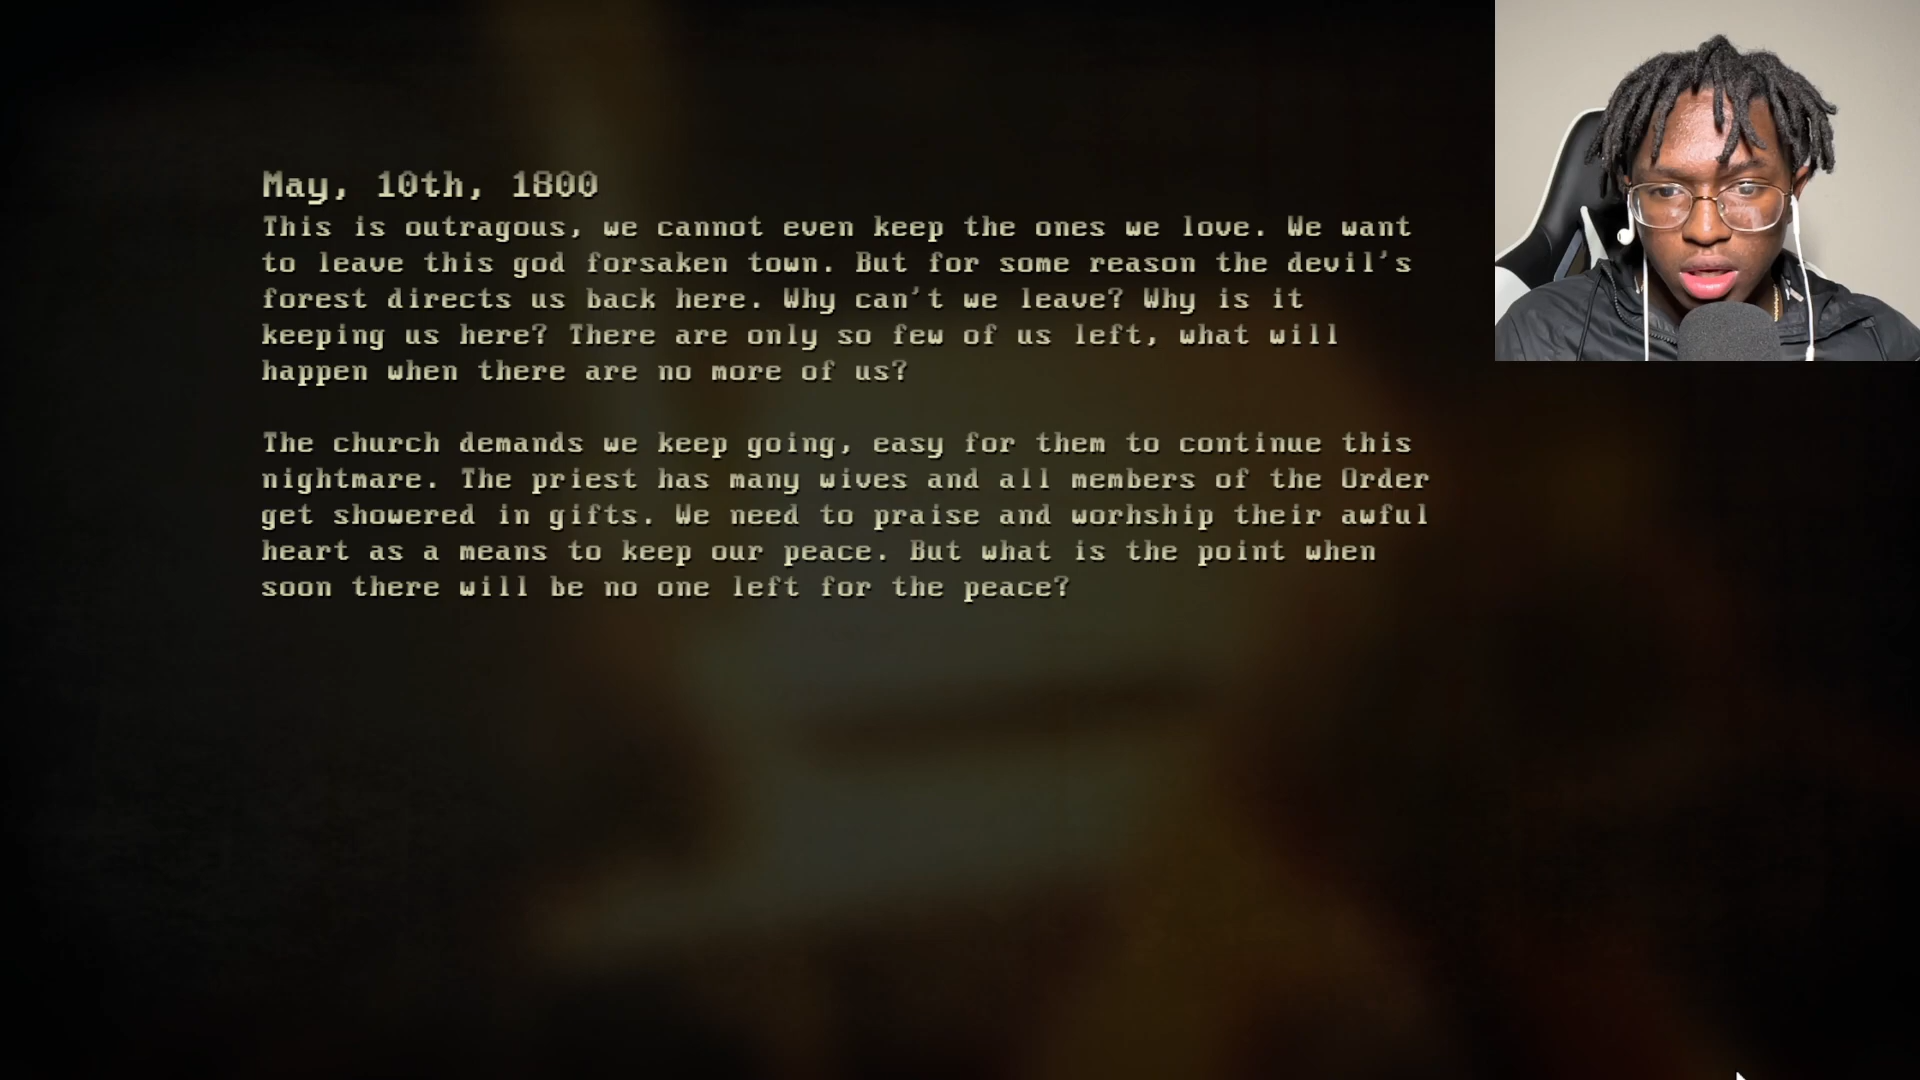 May, 10th, 1800
This is outragous, we cannot even keep the ones we love. We want
to leave this god forsaken town. But for some reason the devil's
forest directs us back here. Why can't we leave? Why is it
keeping us here? There are only so few of us left, what will
happen when there are no more of us?
The church demands we keep going, easy for them to continue this
nightmare. The priest has many wives and all members of the Order
get showered in gifts. We need to praise and worhship their awful
heart as a means to keep our peace. But what is the point when
soon there will be no one left for the peace?